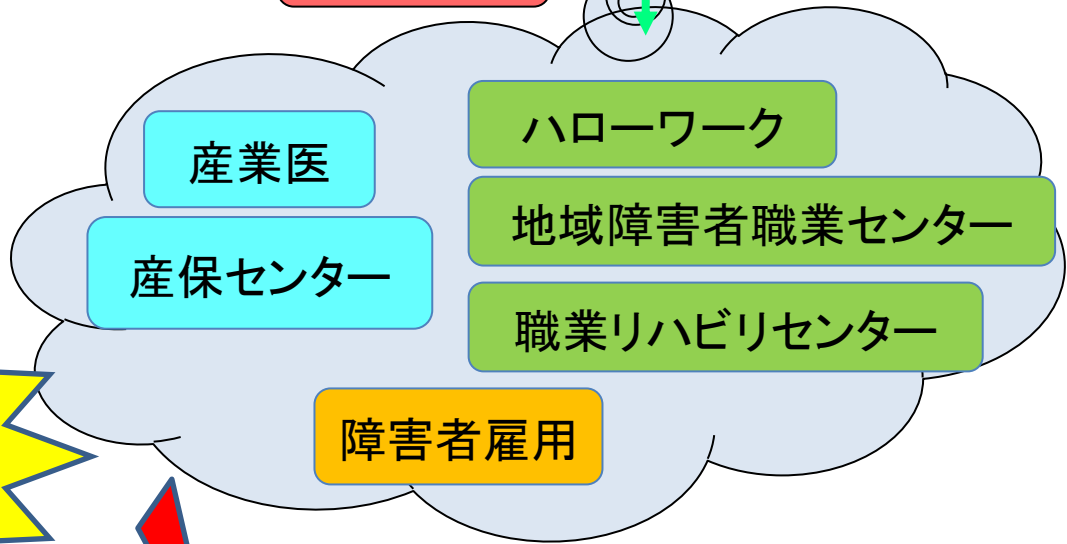 産業医
産保センター
ハローワーク
地域障害者職業センター
職業リハビリセンター
障害者雇用